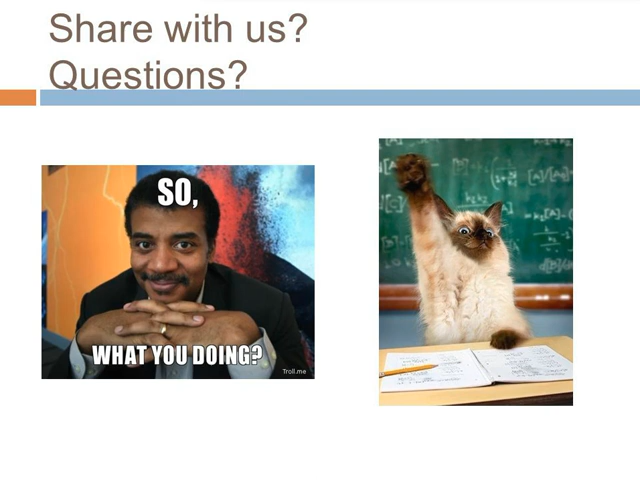 Share with us?
Questions?
SO,
WHAT YOU DOING?
Troll.me